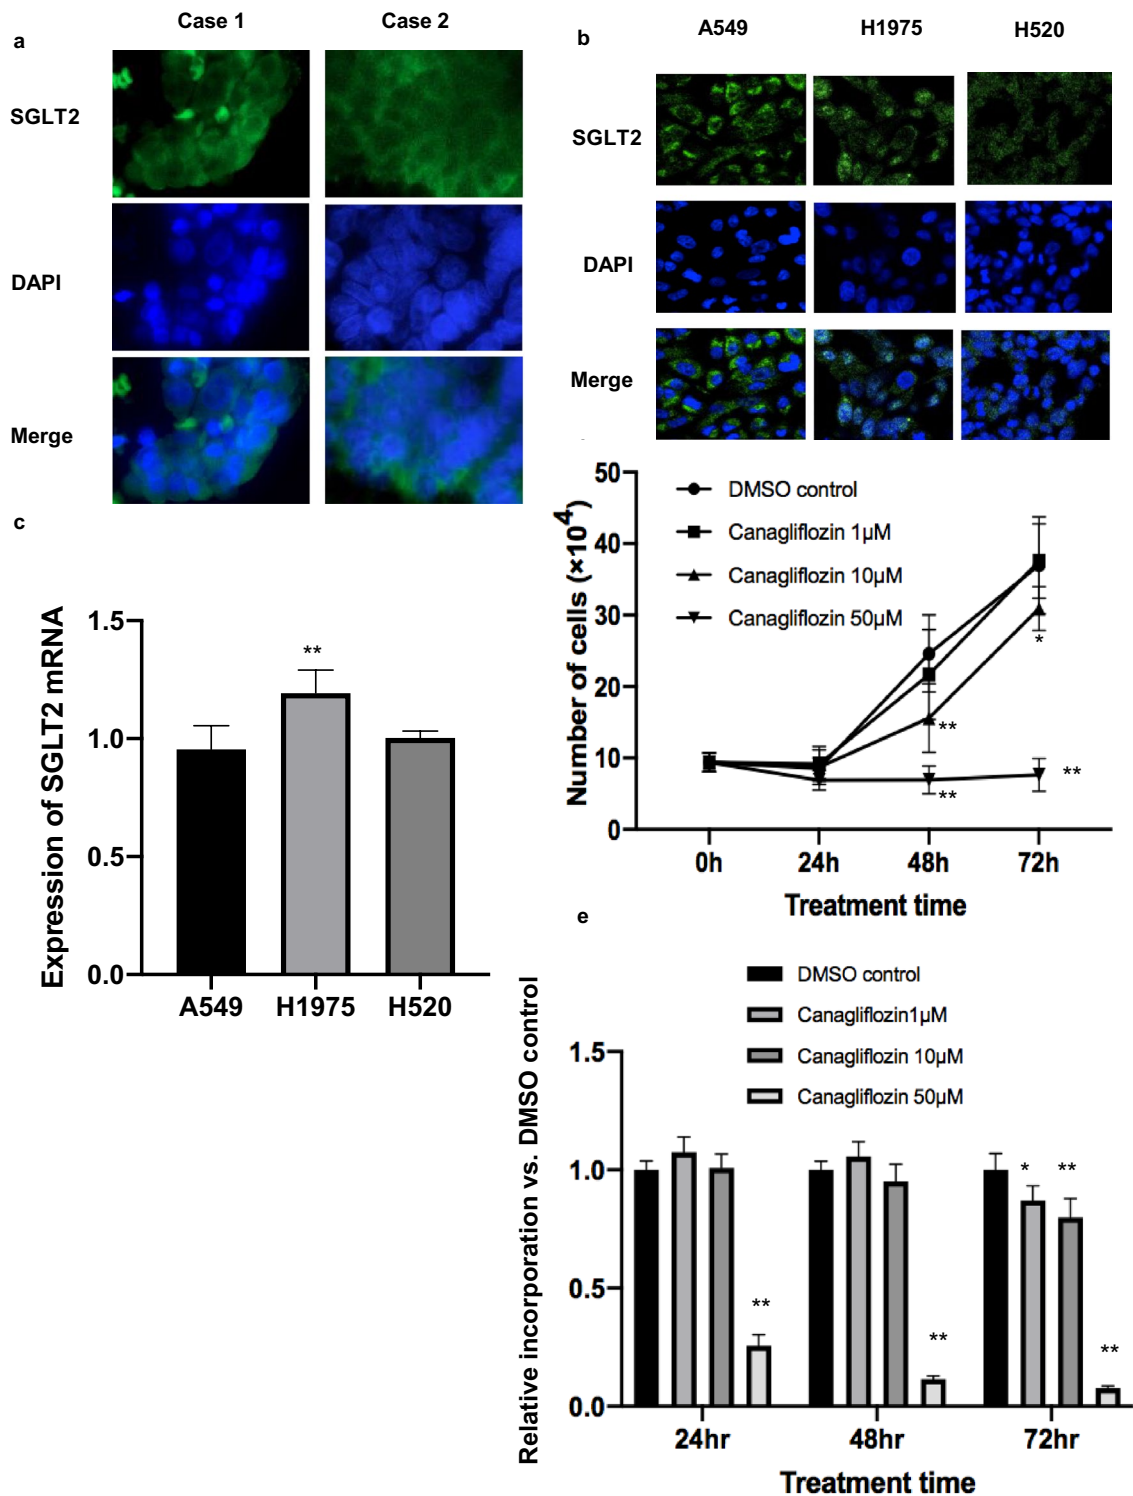 a
Case 1
Case 2
SGLT2
DAPI
Merge
b
A549
H1975
H520
SGLT2
DAPI
Merge
c
Expression of SGLT2 mRNA
1.5
1.0
0.5
0.0
**
A549
H1975
H520
Number of cells (×10⁴)
50
40
30
20
10
0
DMSO control
Canagliflozin 1μM
Canagliflozin 10μM
Canagliflozin 50μM
*
**
**
**
0h
24h
48h
72h
Treatment time
e
Relative incorporation vs. DMSO control
DMSO control
Canagliflozin1μM
Canagliflozin 10μM
Canagliflozin 50μM
1.5
1.0
0.5
0.0
**
**
*
**
**
24hr
48hr
72hr
Treatment time